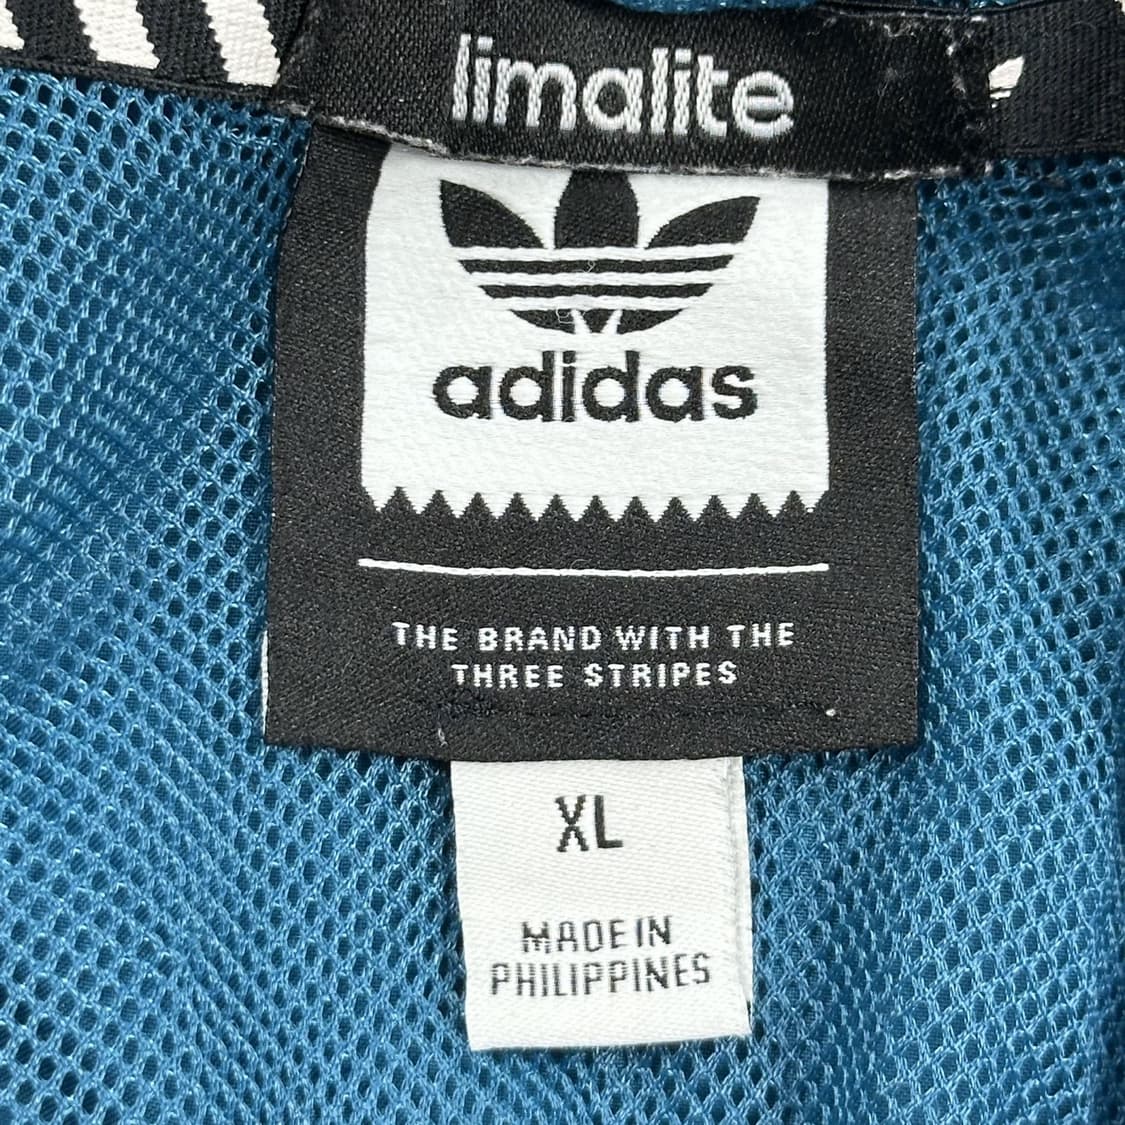 limalite
adidas
THE BRAND WITH THE
THREE STRIPES
XL
MADE IN
PHILIPPINES